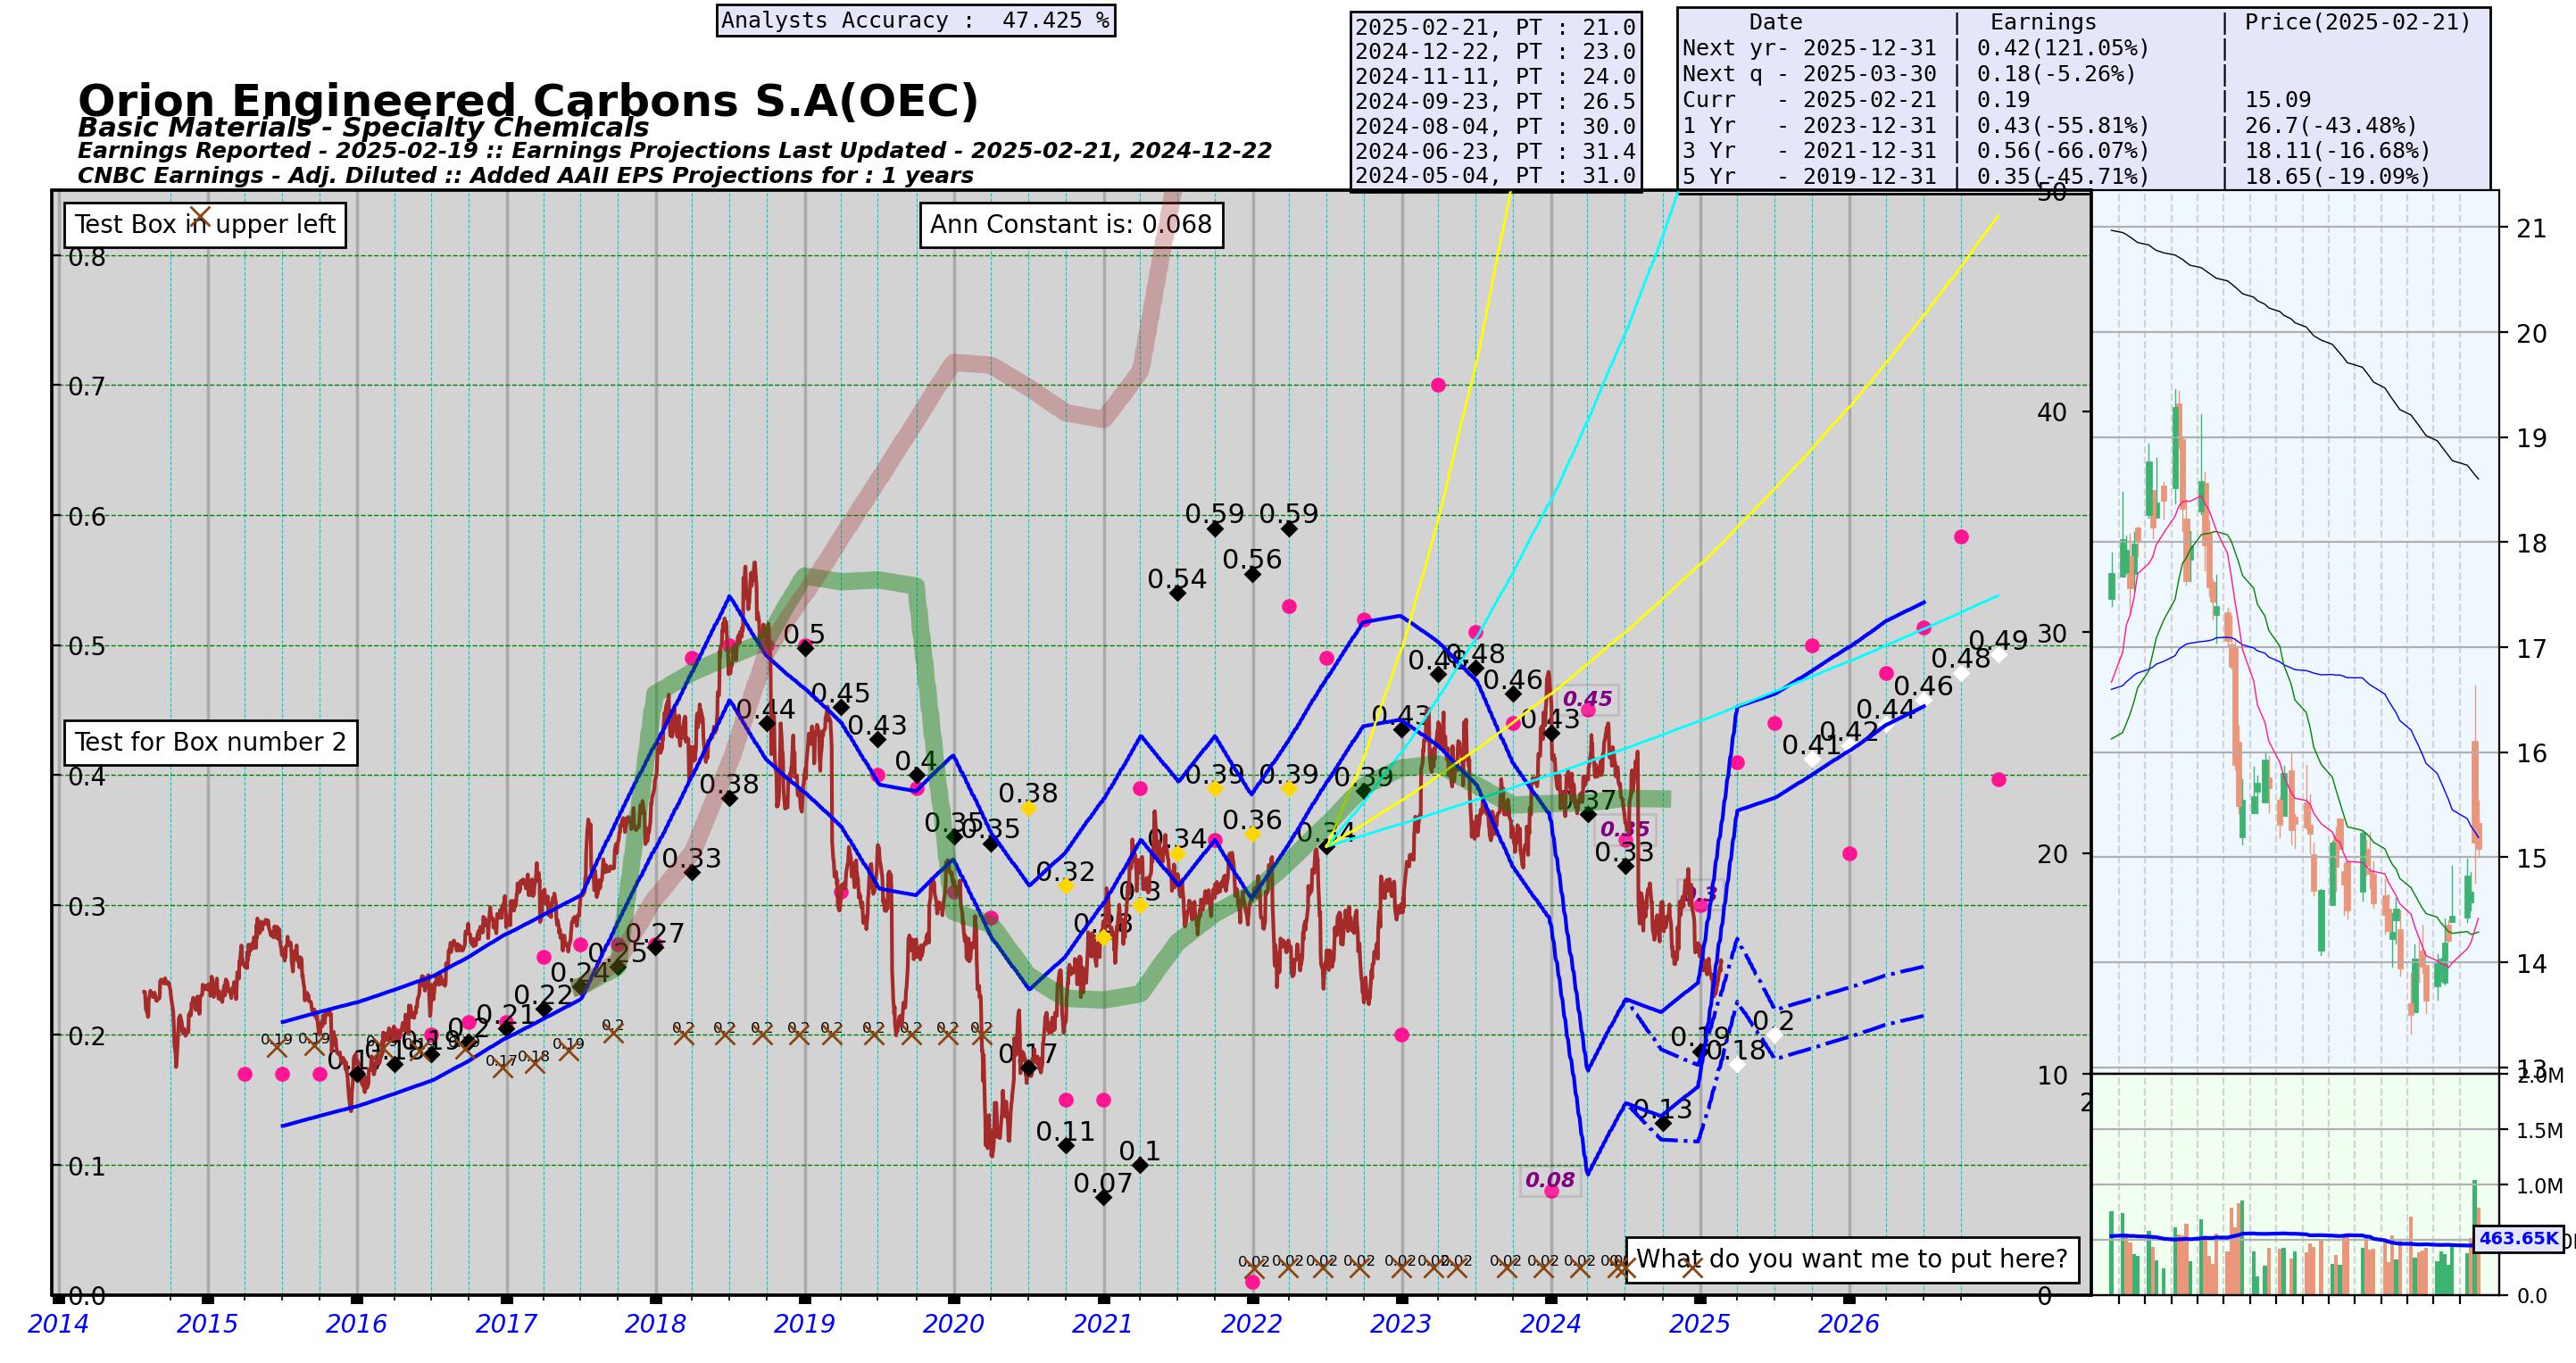 Analysts Accuracy :  47.425 %
2025-02-21, PT : 21.0
2024-12-22, PT : 23.0
2024-11-11, PT : 24.0
2024-09-23, PT : 26.5
2024-08-04, PT : 30.0
2024-06-23, PT : 31.4
2024-05-04, PT : 31.0
Date | Earnings | Price(2025-02-21)
Next yr- 2025-12-31 | 0.42(121.05%) |
Next q - 2025-03-30 | 0.18(-5.26%) |
Curr - 2025-02-21 | 0.19 | 15.09
1 Yr - 2023-12-31 | 0.43(-55.81%) | 26.7(-43.48%)
3 Yr - 2021-12-31 | 0.56(-66.07%) | 18.11(-16.68%)
5 Yr - 2019-12-31 | 0.35(-45.71%) | 18.65(-19.09%)
Orion Engineered Carbons S.A(OEC)
Basic Materials - Specialty Chemicals
Earnings Reported - 2025-02-19 :: Earnings Projections Last Updated - 2025-02-21, 2024-12-22
CNBC Earnings - Adj. Diluted :: Added AAII EPS Projections for : 1 years
Test Box in upper left
Ann Constant is: 0.068
Test for Box number 2
What do you want me to put here?
0.8
0.7
0.6
0.5
0.4
0.3
0.2
0.1
0.0
50
40
30
20
10
0
21
20
19
18
17
16
15
14
13
2.0M
1.5M
1.0M
463.65K
0.0
0.21
0.22
0.24
0.25
0.27
0.33
0.38
0.44
0.5
0.45
0.43
0.4
0.35
0.35
0.38
0.32
0.3
0.34
0.39
0.36
0.39
0.34
0.39
0.17
0.11
0.07
0.1
0.54
0.59
0.56
0.59
0.43
0.48
0.46
0.43
0.45
0.37
0.35
0.33
0.3
0.08
0.13
0.19
0.18
0.2
0.41
0.42
0.44
0.46
0.48
0.49
0.19 0.19
0.17 0.18 0.19
0.2 0.2 0.2 0.2 0.2 0.2 0.2 0.2 0.2 0.2
0.02 0.02 0.02 0.02 0.02 0.02 0.02 0.02 0.02 0.02
2014 2015 2016 2017 2018 2019 2020 2021 2022 2023 2024 2025 2026